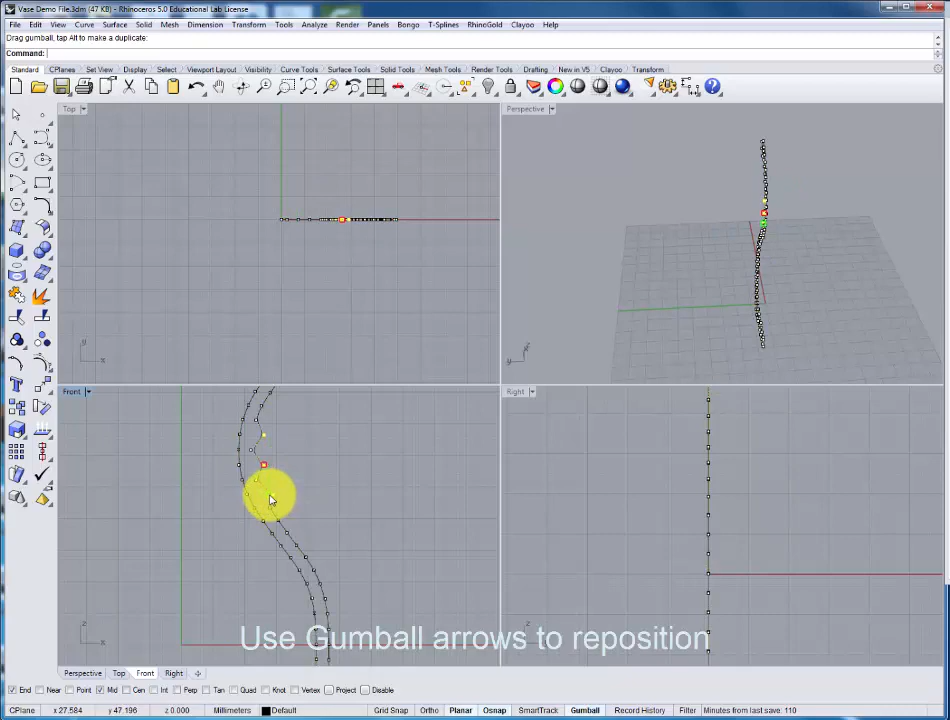 Vase Demo File.3dm (47 KB) - Rhinoceros 5.0 Educational Lab License
File Edit View Curve Surface Solid Mesh Dimension Transform Tools Analyze Render Panels Bongo T-Splines RhinoGold Clayoo Help
Drag gumball, tap Alt to make a duplicate:
Command:
Standard CPlanes Set View Display Select Viewport Layout Visibility Curve Tools Surface Tools Solid Tools Mesh Tools Render Tools Drafting New in V5 Clayoo Transform
Top Perspective
y x
y x
Front Right
Use Gumball arrows to reposition
z x z
Perspective Top Front Right
End Near Point Mid Cen Int Perp Tan Quad Knot Vertex Project Disable
CPlane x 27.584 y 47.196 z 0.000 Millimeters Default Grid Snap Ortho Planar Osnap SmartTrack Gumball Record History Filter Minutes from last save: 110